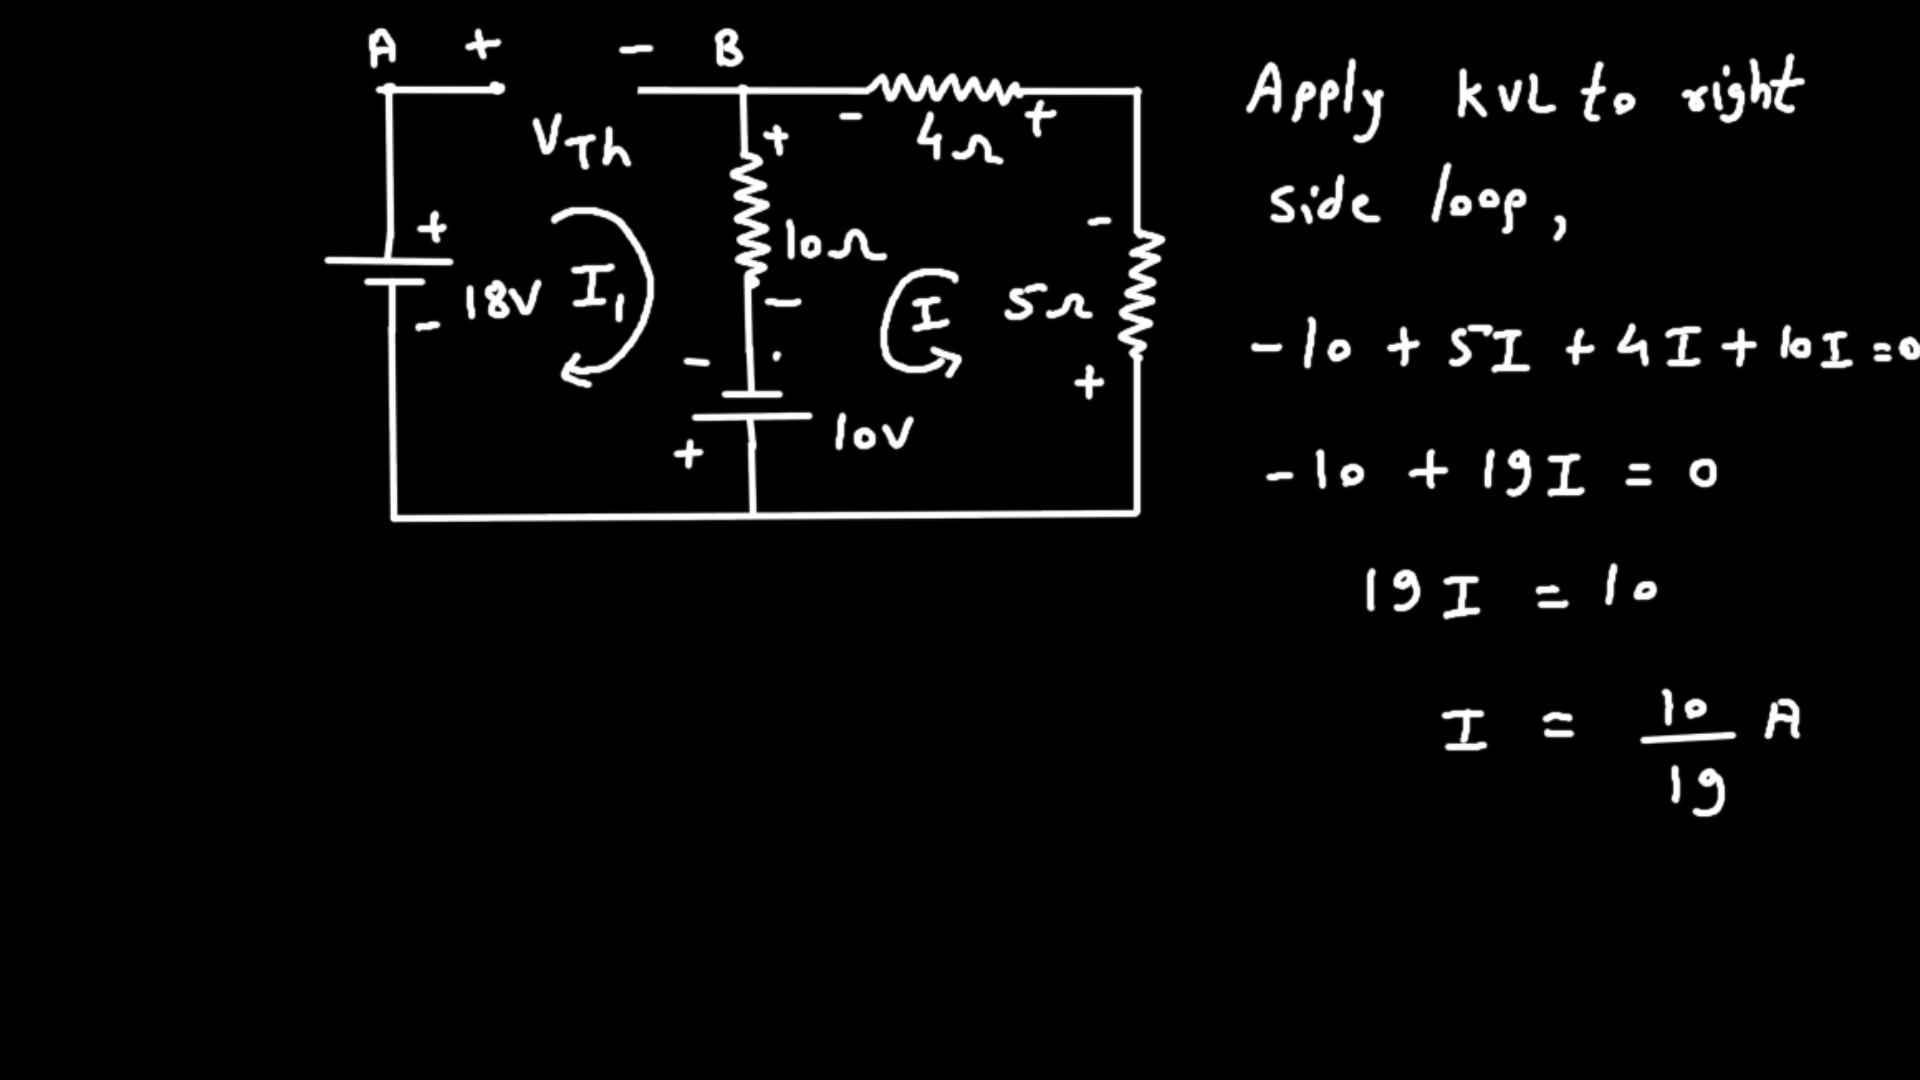 A + - B
V_Th
- 4Ω +
+
+
10Ω
-
-
18V I₁
-
I
5Ω
-
+
+
10V
Apply KVL to right
side loop,
-10 + 5I + 4I + 10I = 0
-10 + 19I = 0
19I = 10
I = 10/19 A